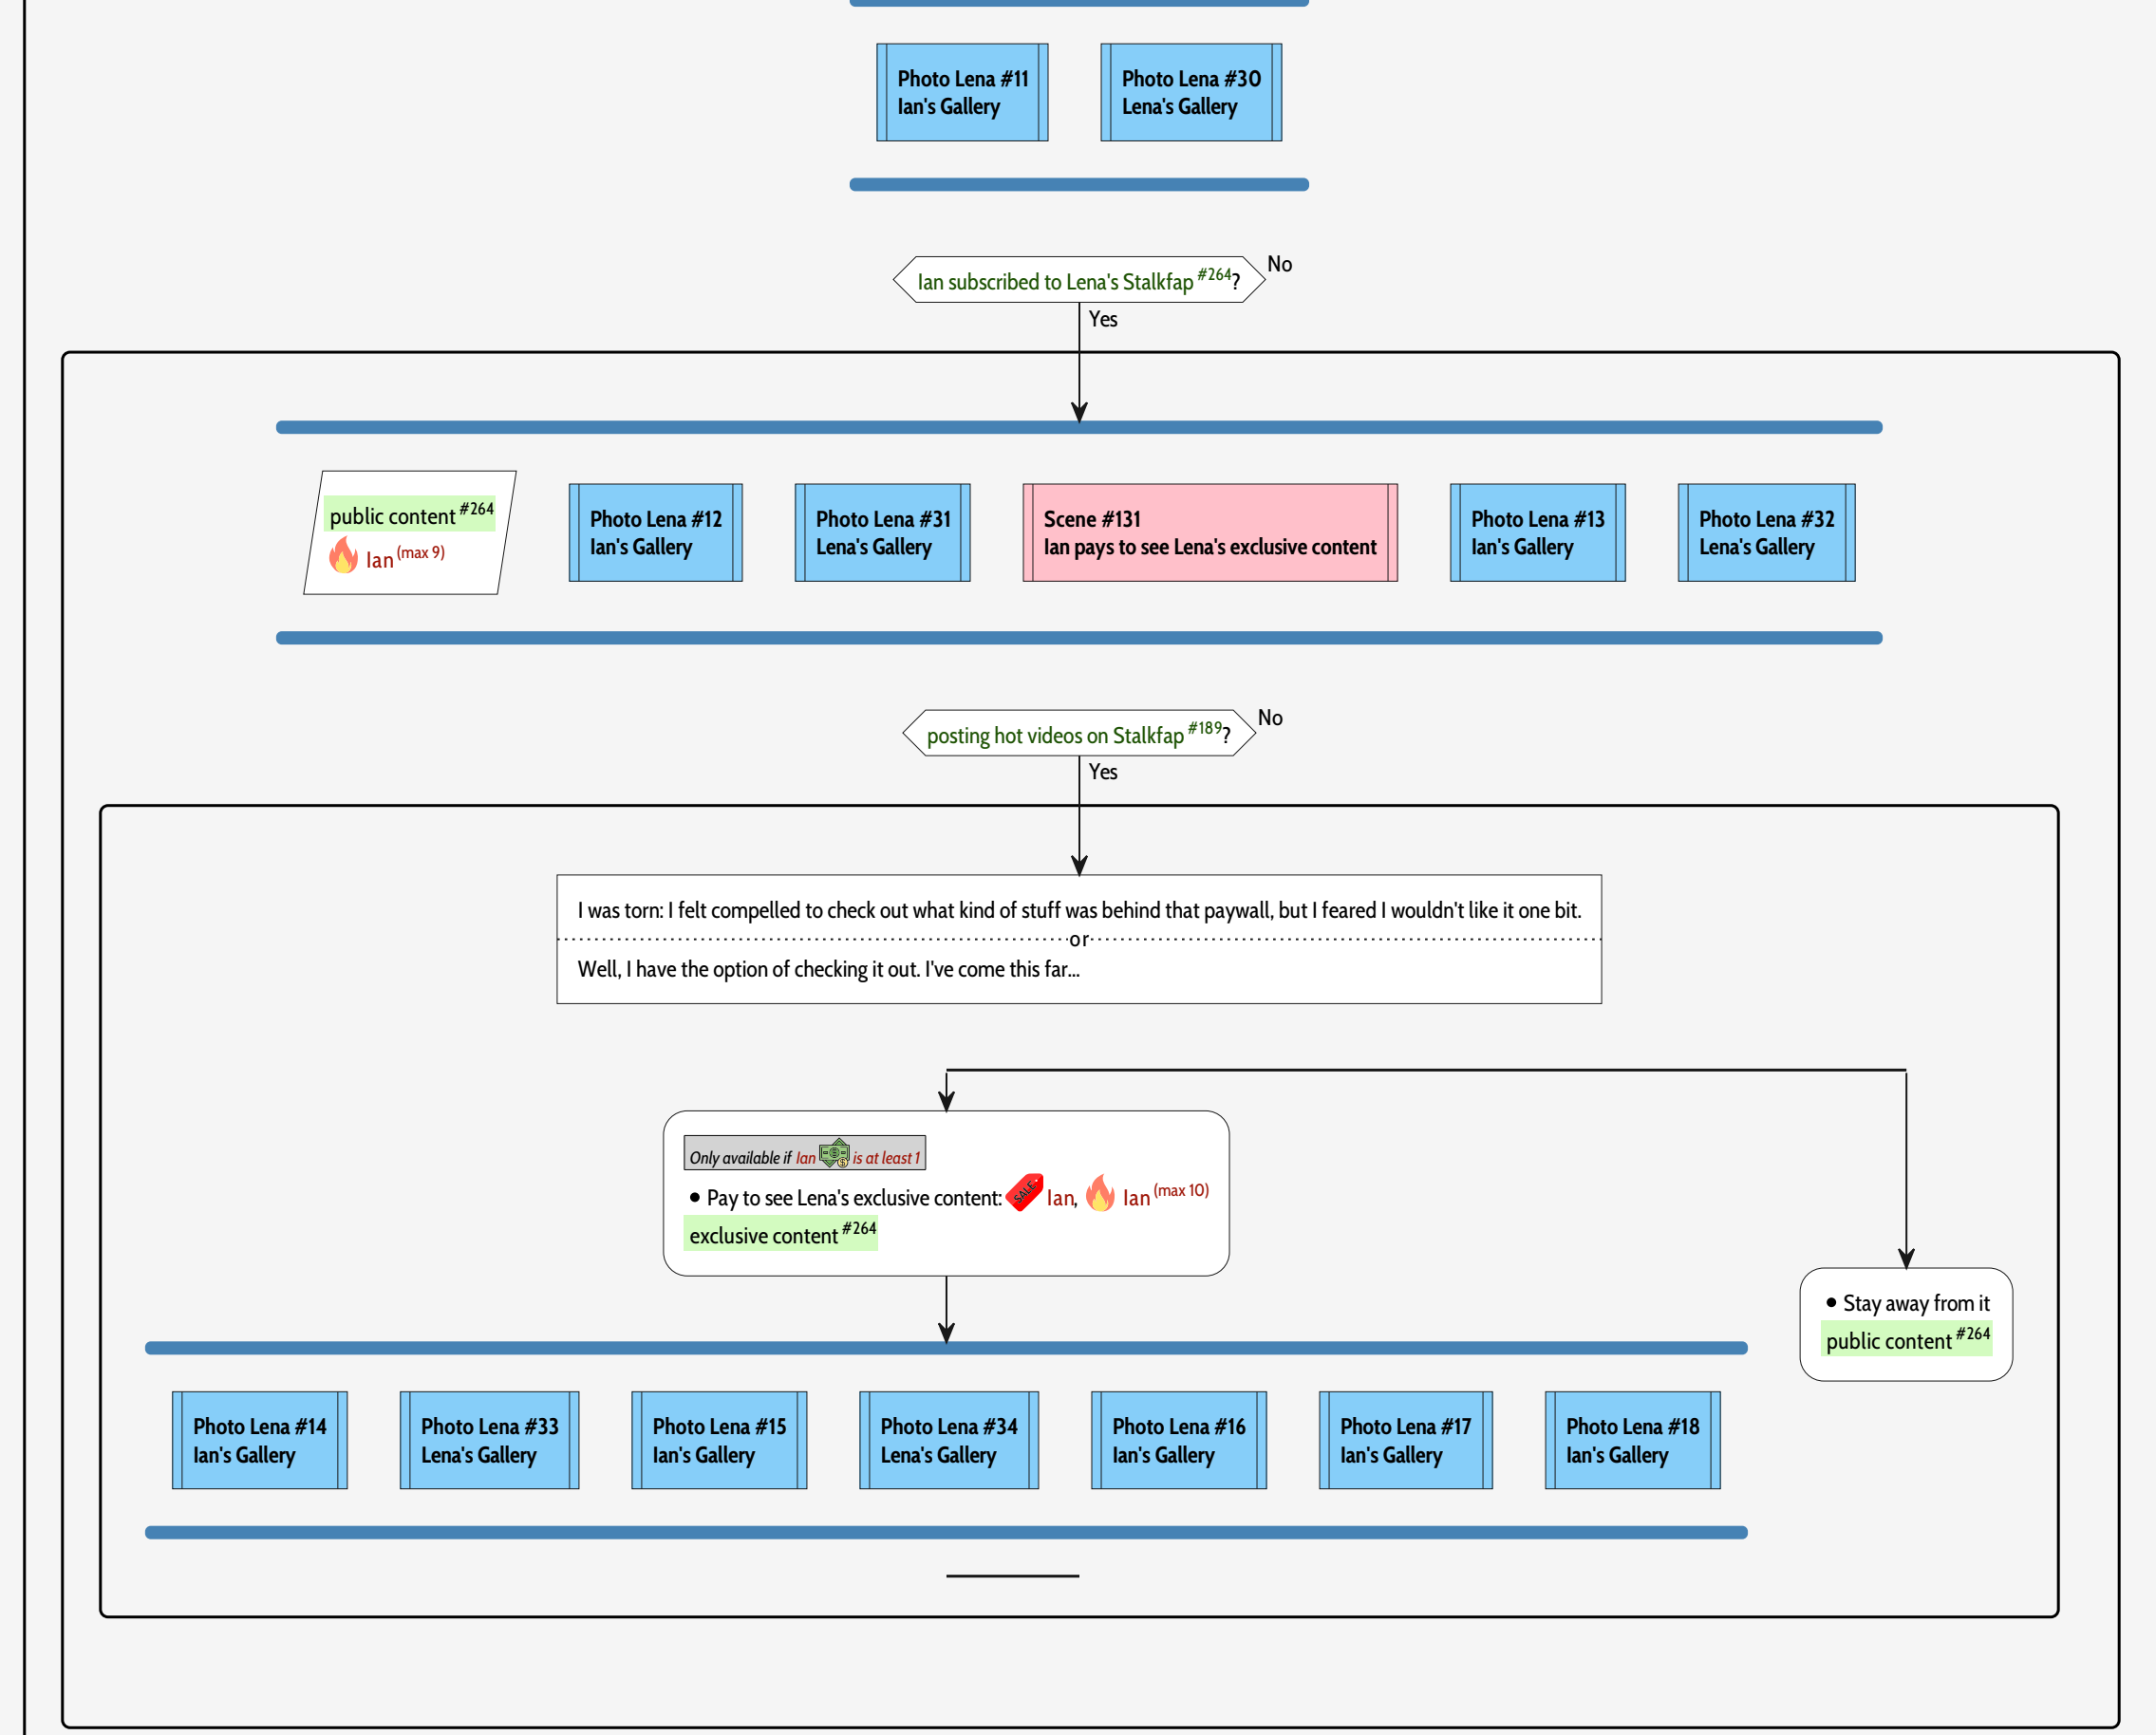 Photo Lena #11
Ian's Gallery
Photo Lena #30
Lena's Gallery
Ian subscribed to Lena's Stalkfap #264?
No
Yes
public content #264
Ian (max 9)
Photo Lena #12
Ian's Gallery
Photo Lena #31
Lena's Gallery
Scene #131
Ian pays to see Lena's exclusive content
Photo Lena #13
Ian's Gallery
Photo Lena #32
Lena's Gallery
posting hot videos on Stalkfap #189?
No
Yes
I was torn: I felt compelled to check out what kind of stuff was behind that paywall, but I feared I wouldn't like it one bit.
or
Well, I have the option of checking it out. I've come this far...
Only available if Ian is at least 1
• Pay to see Lena's exclusive content: SALE Ian, Ian (max 10)
exclusive content #264
• Stay away from it
public content #264
Photo Lena #14
Ian's Gallery
Photo Lena #33
Lena's Gallery
Photo Lena #15
Ian's Gallery
Photo Lena #34
Lena's Gallery
Photo Lena #16
Ian's Gallery
Photo Lena #17
Ian's Gallery
Photo Lena #18
Ian's Gallery